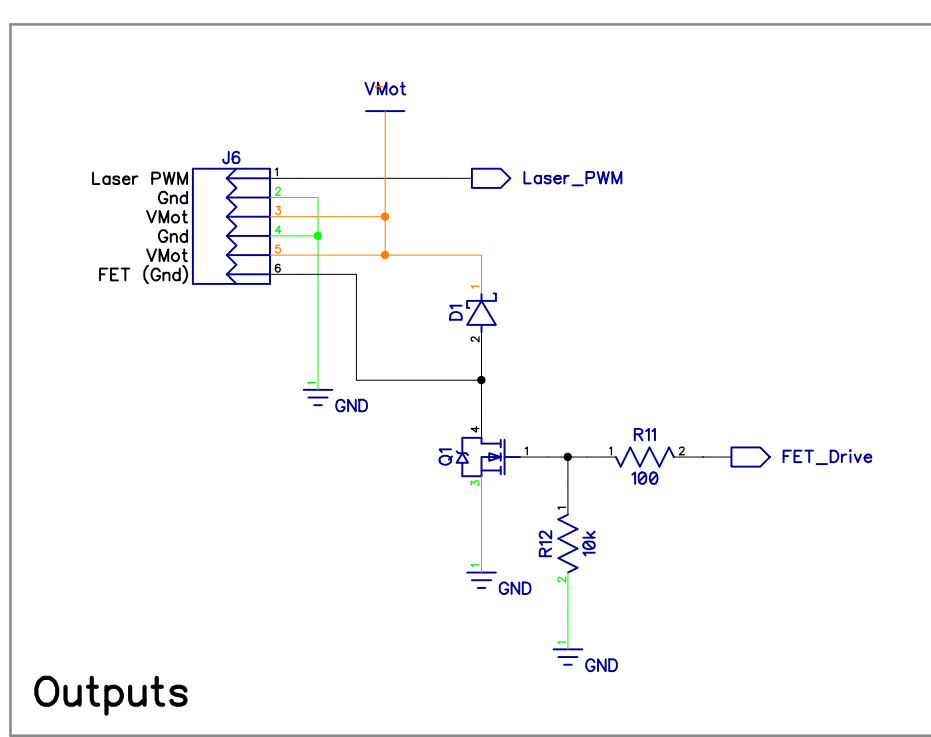 VMot
J6
Laser PWM 1 Laser_PWM
Gnd 2
VMot 3
Gnd 4
VMot 5
FET (Gnd) 6
1
D1
2
1
GND
4
Q1
3
1
R11
1 2
100
FET_Drive
1
R12
10k
2
1
GND
1
GND
Outputs